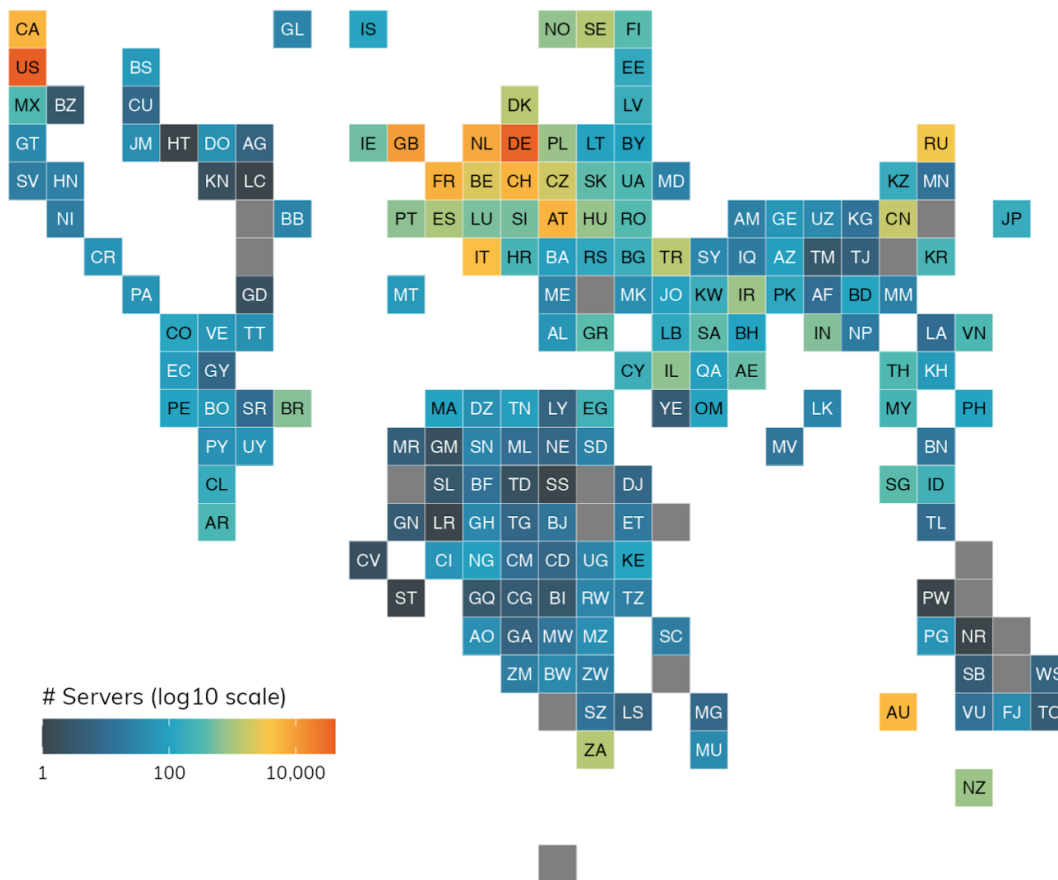 CA GL IS NO SE FI
US BS EE
MX BZ CU DK LV
GT JM HT DO AG IE GB NL DE PL LT BY RU
SV HN KN LC FR BE CH CZ SK UA MD KZ MN
NI BB PT ES LU SI AT HU RO AM GE UZ KG CN JP
CR IT HR BA RS BG TR SY IQ AZ TM TJ KR
PA GD MT ME MK JO KW IR PK AF BD MM
CO VE TT AL GR LB SA BH IN NP LA VN
EC GY CY IL QA AE TH KH
PE BO SR BR MA DZ TN LY EG YE OM LK MY PH
PY UY MR GM SN ML NE SD MV BN
CL SL BF TD SS DJ SG ID
AR GN LR GH TG BJ ET TL
CV CI NG CM CD UG KE
ST GQ CG BI RW TZ PW
AO GA MW MZ SC PG NR
ZM BW ZW SB WS
# Servers (log10 scale)
SZ LS MG AU VU FJ TO
ZA MU
1 100 10,000
NZ